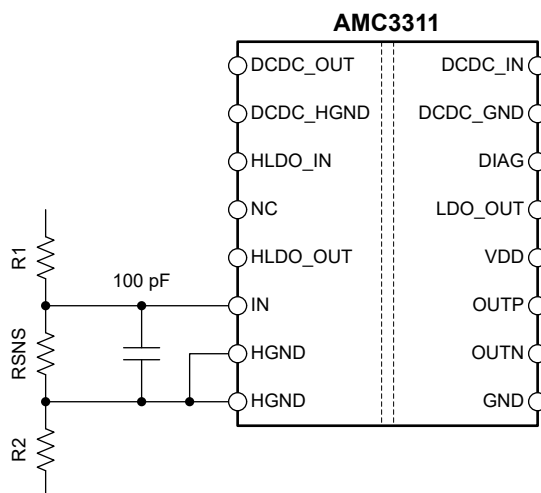 AMC3311
DCDC_OUT
DCDC_IN
DCDC_HGND
DCDC_GND
HLDO_IN
DIAG
NC
LDO_OUT
R1
HLDO_OUT
VDD
100 pF
IN
OUTP
RSNS
HGND
OUTN
HGND
GND
R2